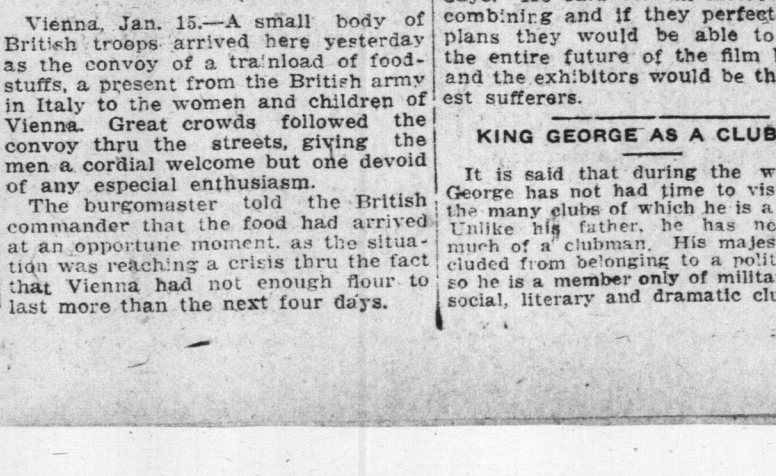 Vienna, Jan. 15.—A small body of
British troops arrived here yesterday
as the convoy of a trainload of food-
stuffs, a present from the British army
in Italy to the women and children of
Vienna. Great crowds followed the
convoy thru the streets, giving the
men a cordial welcome but one devoid
of any especial enthusiasm.
The burgomaster told the British
commander that the food had arrived
at an opportune moment, as the situa-
tion was reaching a crisis thru the fact
that Vienna had not enough flour to
last more than the next four days.
combining and if they perfect
plans they would be able to
the entire future of the film
and the exhibitors would be th
est sufferers.
KING GEORGE AS A CLUB
It is said that during the w
George has not had time to vis
the many clubs of which he is a
Unlike his father, he has ne
much of a clubman. His majes
cluded from belonging to a polit
so he is a member only of milita
social, literary and dramatic clu